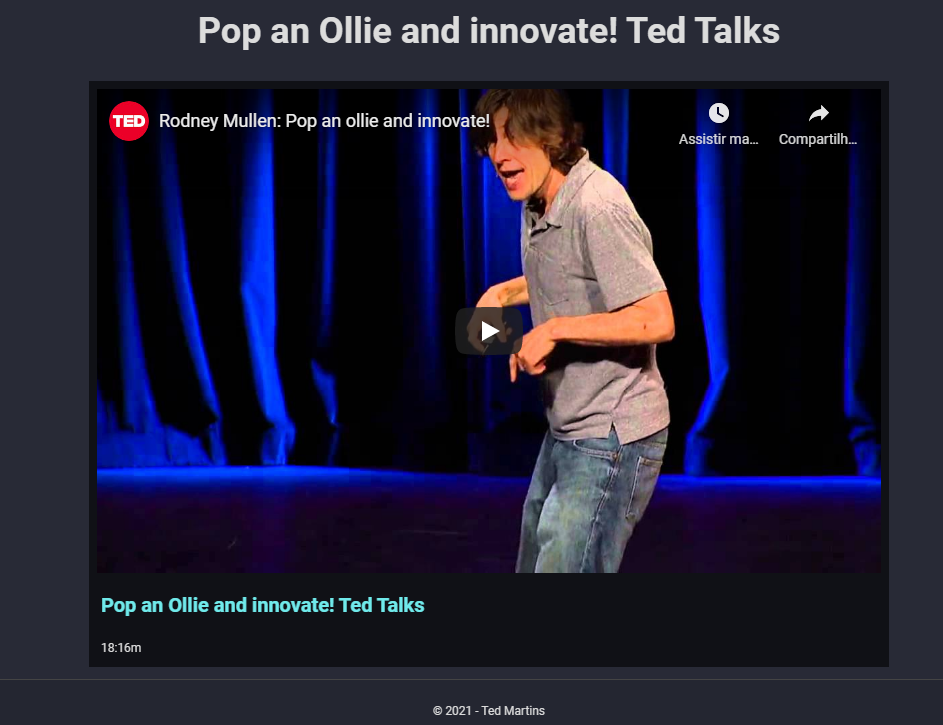 Pop an Ollie and innovate! Ted Talks
TED
Rodney Mullen: Pop an ollie and innovate!
Assistir ma...
Compartilh...
Pop an Ollie and innovate! Ted Talks
18:16m
© 2021 - Ted Martins